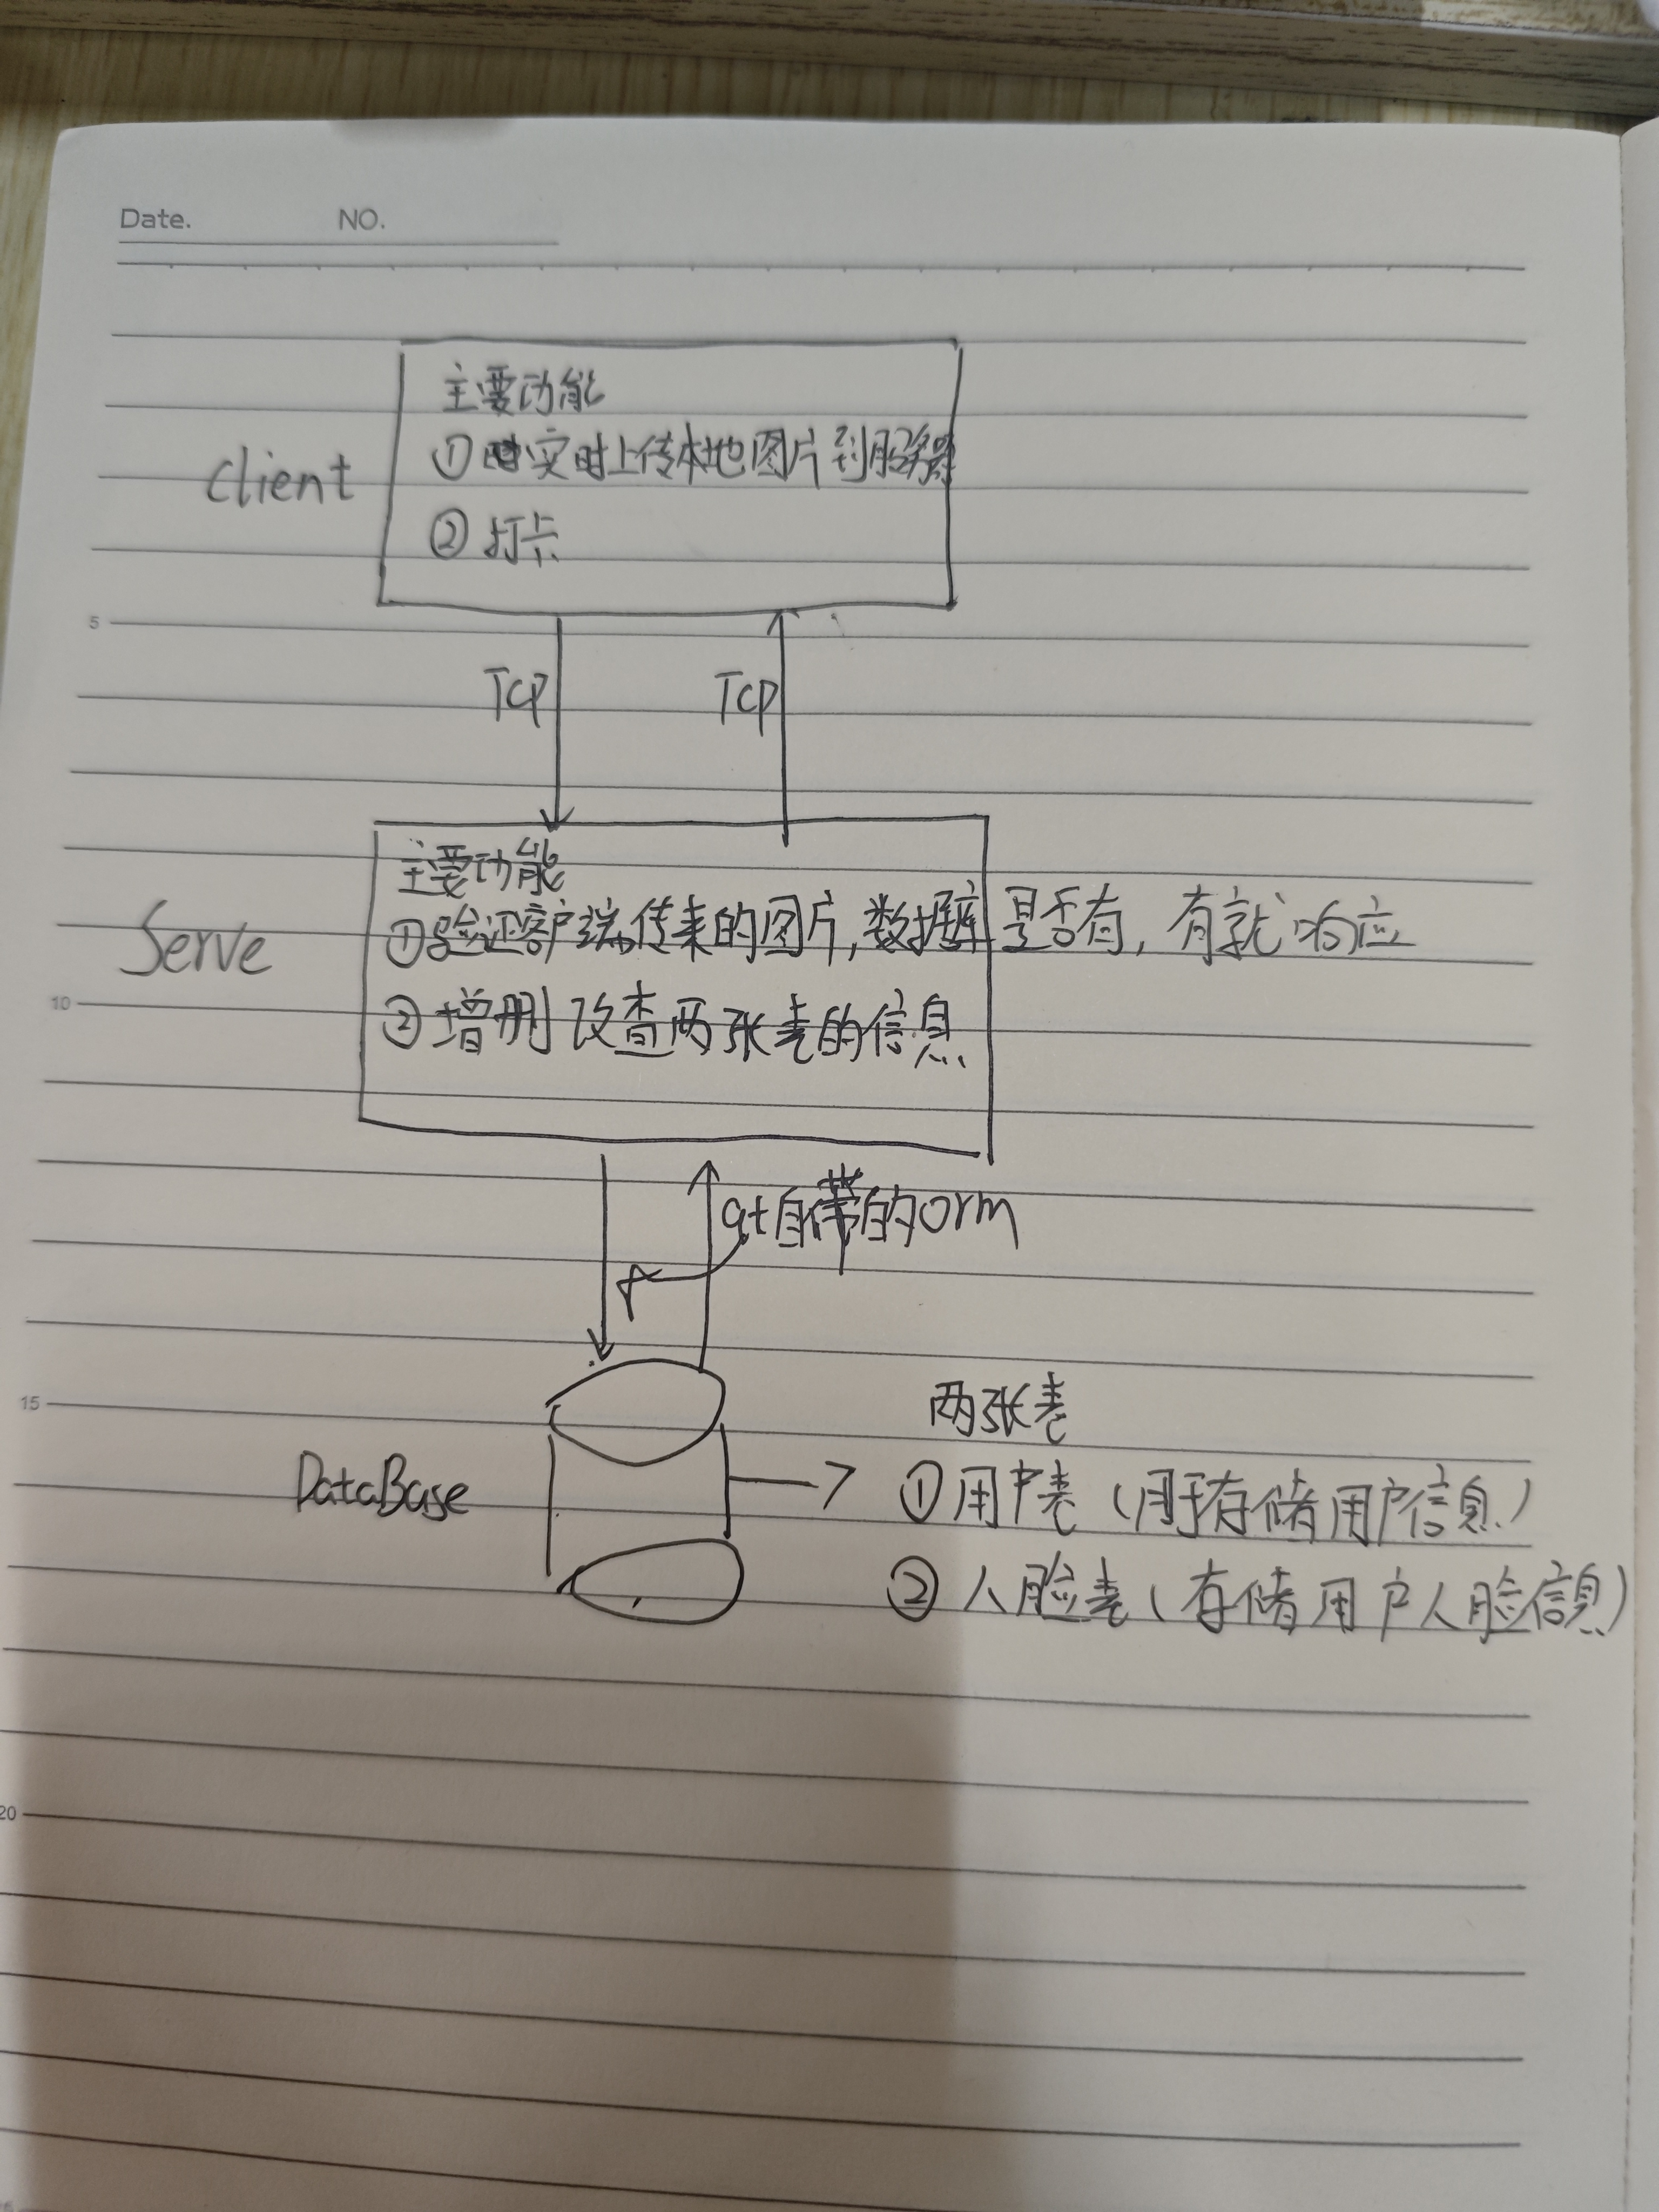 Date. NO.
主要功能
①实时上传本地图片到服务器
②打卡
client
TCP TCP
5
主要功能
①验证客户端传来的图片,数据库是否有,有就响应
Serve
②增删改查两张表的信息
10
qt自带的orm
两张表
15
DataBase
①用户表(用于存储用户信息)
②人脸表(存储用户人脸信息)
20